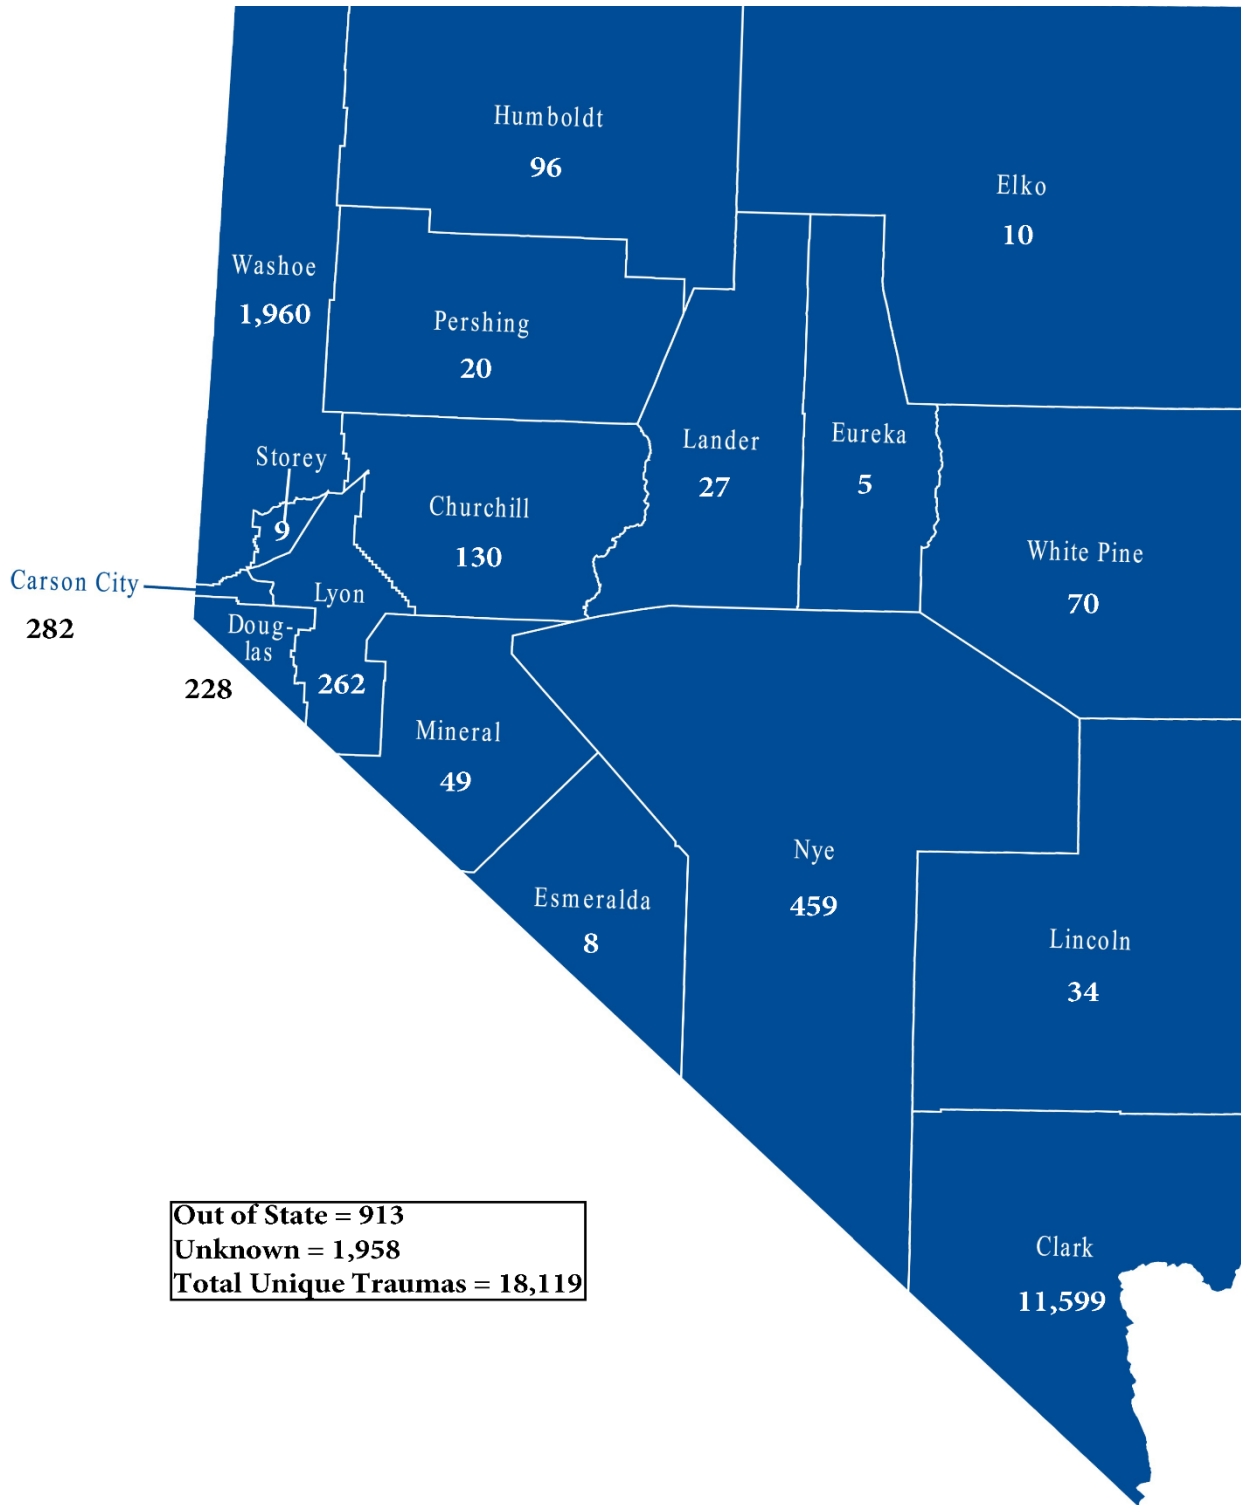 Humboldt
96
Elko
10
Washoe
1,960
Pershing
20
Lander
27
Eureka
5
Storey
9
Churchill
130
White Pine
70
Carson City
282
Lyon
262
Doug-
las
228
Mineral
49
Nye
459
Esmeralda
8
Lincoln
34
Clark
11,599
Out of State = 913
Unknown = 1,958
Total Unique Traumas = 18,119